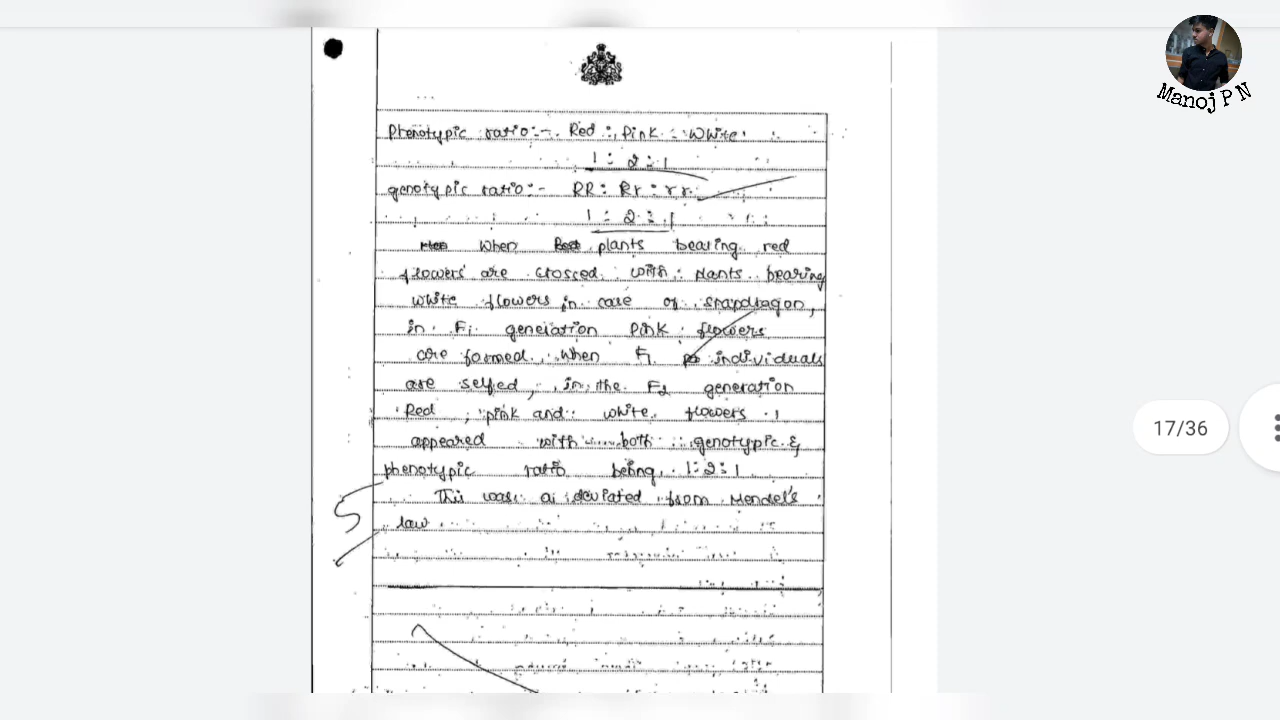 Manoj P N
Phenotypic ratio:- Red : Pink : White.
1 : 2 : 1
genotypic ratio:- RR : Rr : rr
1 : 2 : 1
When plants bearing red
flowers are crossed with plants bearing
white flowers in case of snapdragon,
in F1 generation pink flowers
are formed. when F1 individuals
are selfed, in the F2 generation
Red, pink and white flowers
appeared with both genotypic &
phenotypic ratio being 1:2:1
This was a deviated from Mendel's
law
5
17/36